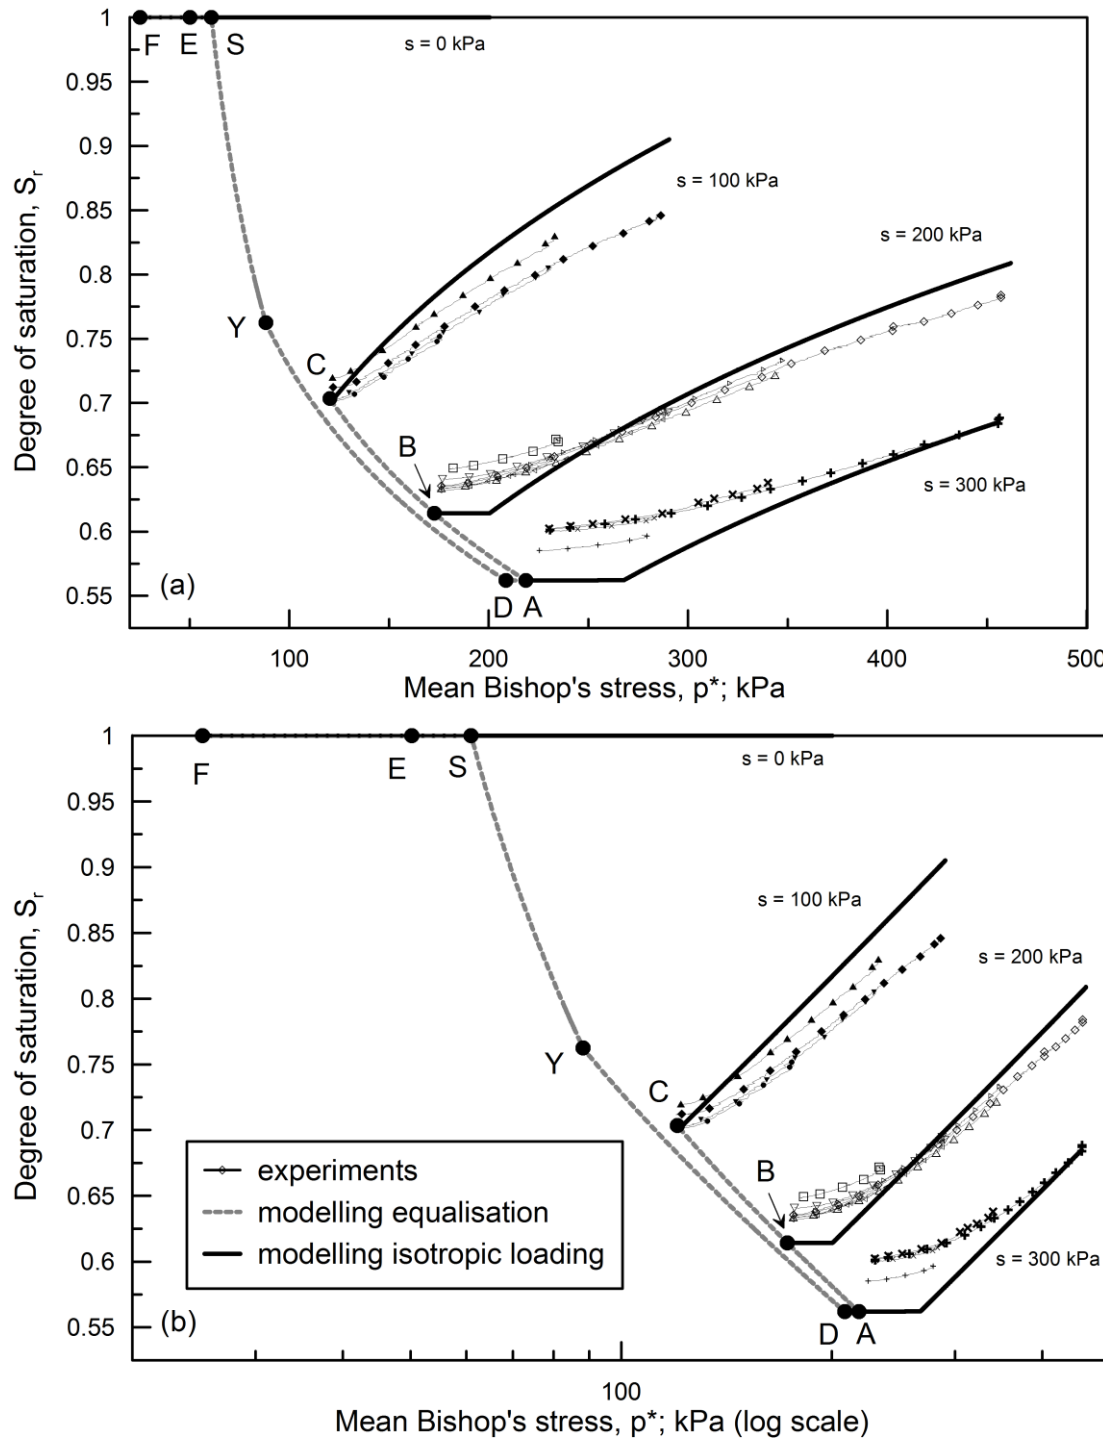 1
F E S
s = 0 kPa
0.95
0.9
s = 100 kPa
0.85
s = 200 kPa
0.8
Y
0.75
C
0.7
B
0.65
0.6
s = 300 kPa
0.55
(a)
D A
Degree of saturation, Sr
100 200 300 400 500
Mean Bishop's stress, p*; kPa
1
F E S
s = 0 kPa
0.95
0.9
s = 100 kPa
0.85
s = 200 kPa
0.8
Y
0.75
C
0.7
B
0.65
0.6
s = 300 kPa
0.55
experiments
modelling equalisation
modelling isotropic loading
(b)
D A
Degree of saturation, Sr
100
Mean Bishop's stress, p*; kPa (log scale)